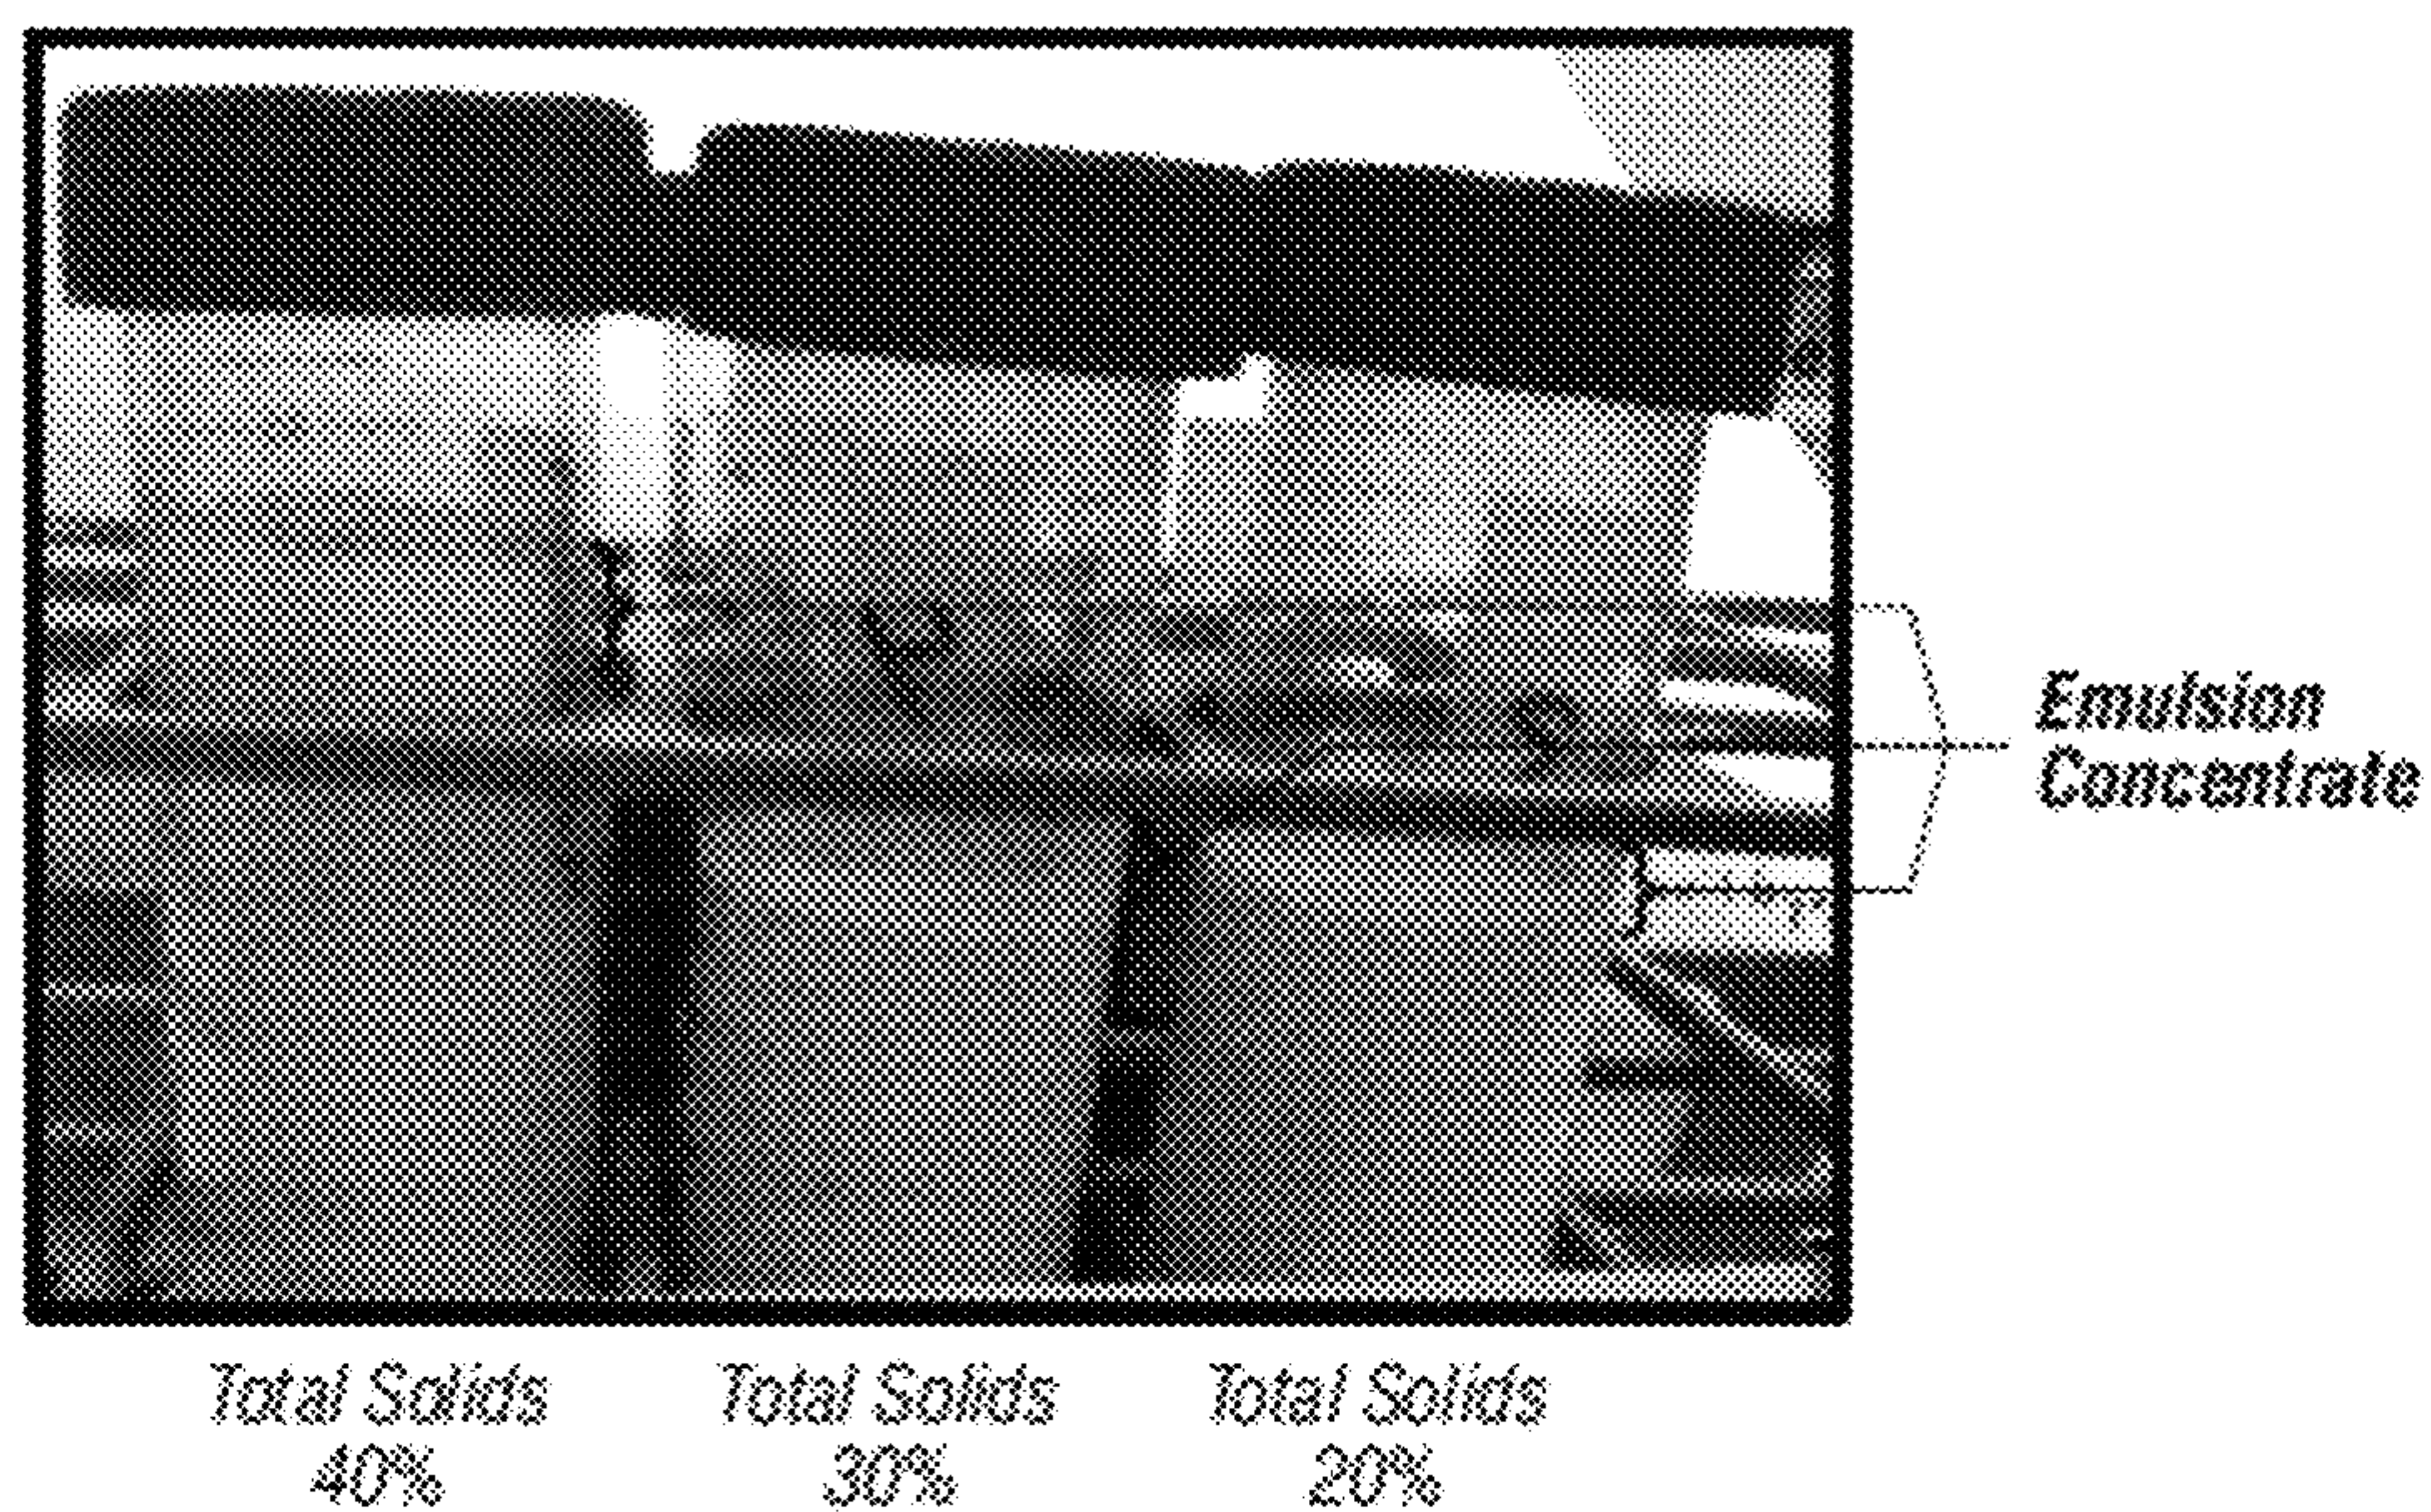 Emulsion
Concentrate
Total Solids
40%
Total Solids
30%
Total Solids
20%